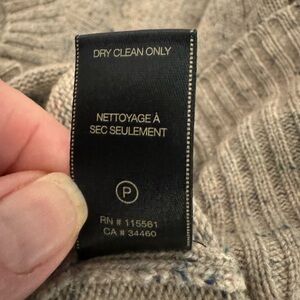 DRY CLEAN ONLY
NETTOYAGE À
SEC SEULEMENT
P
RN # 115561
CA # 34460